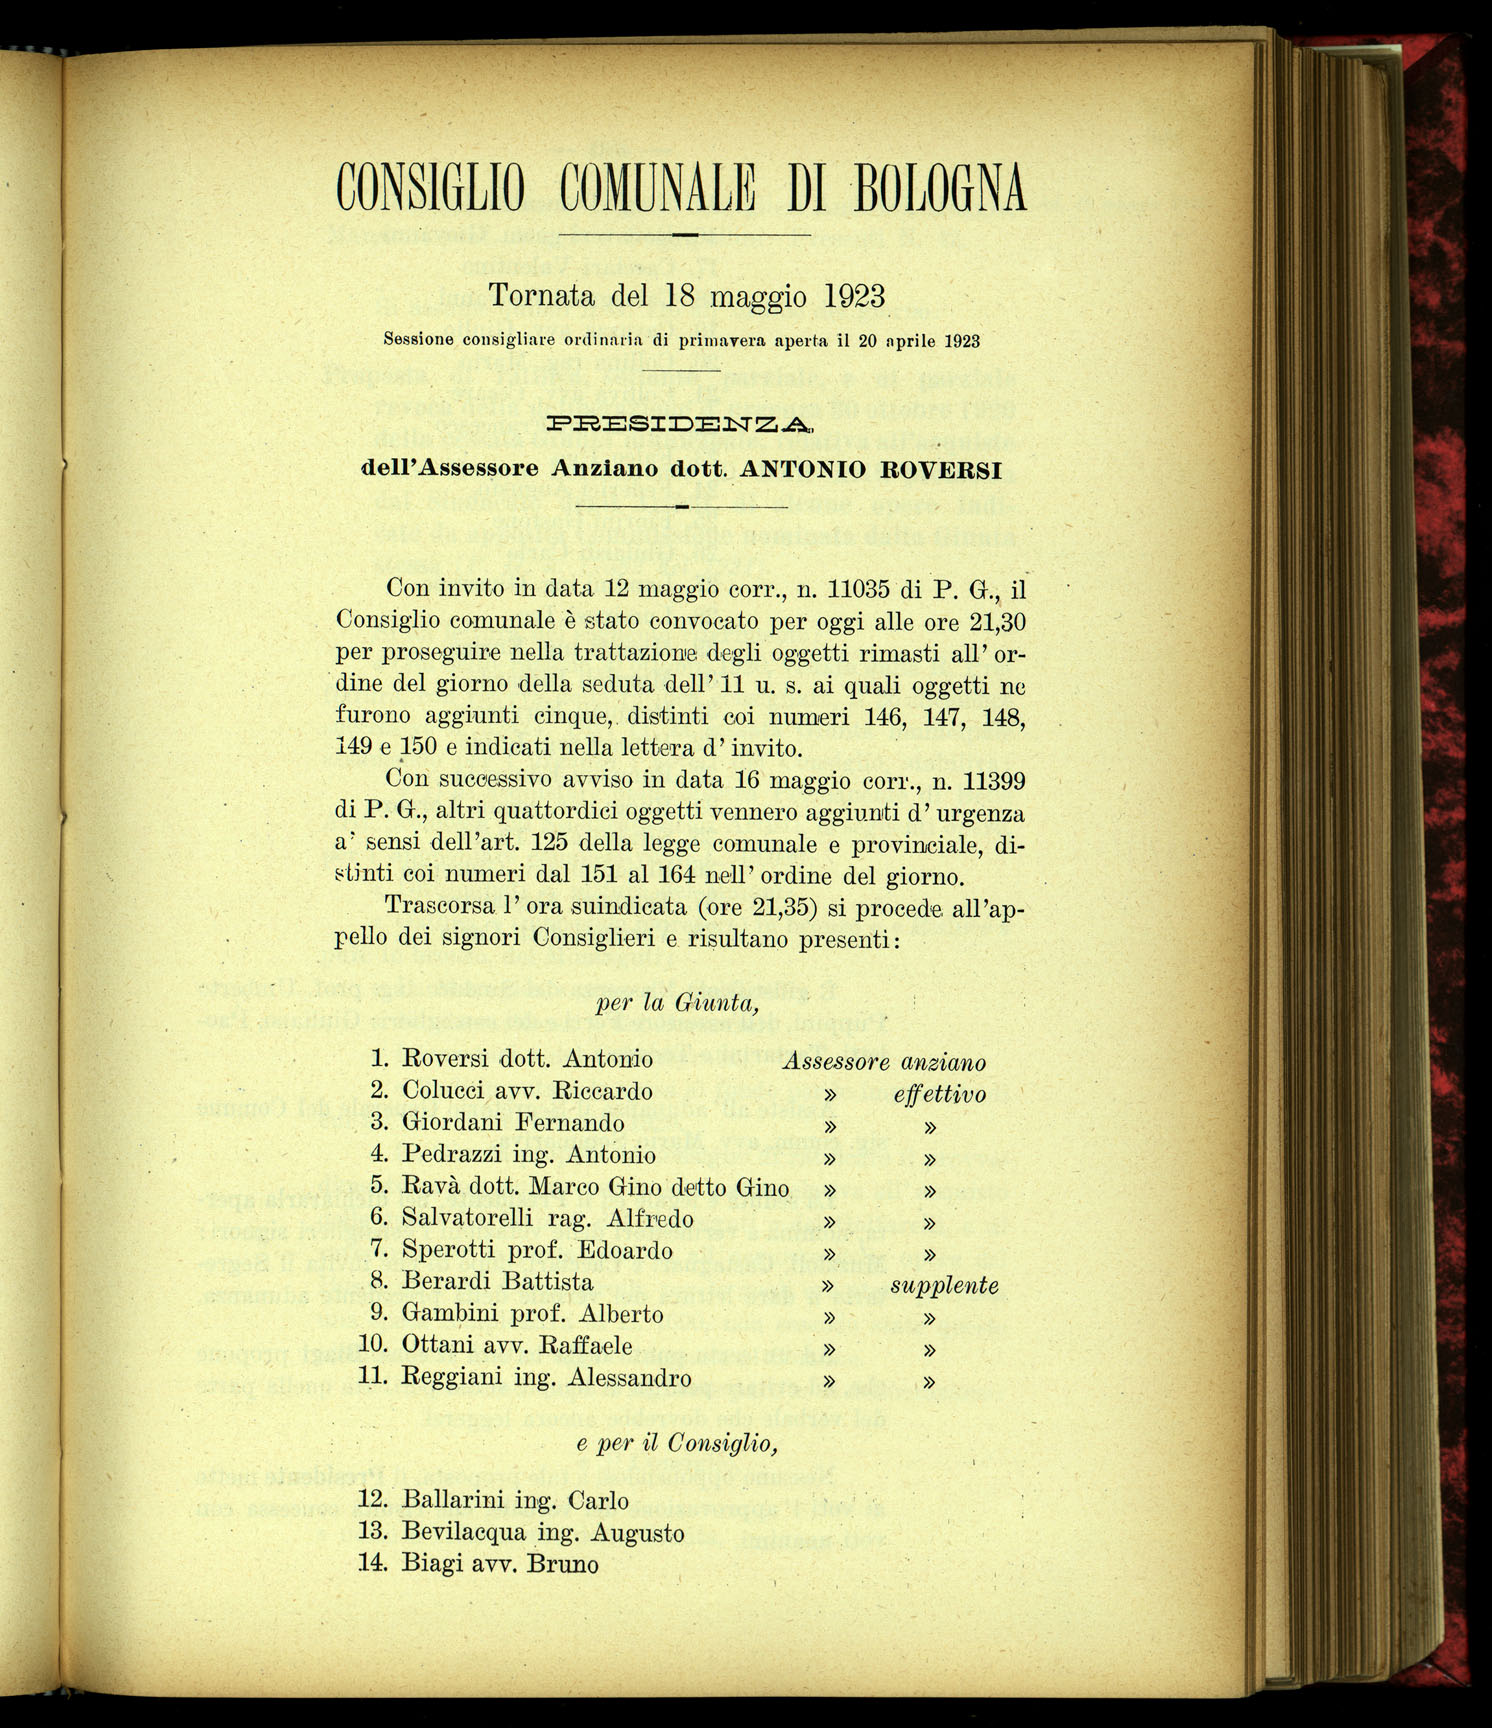 CONSIGLIO COMUNALE DI BOLOGNA
Tornata del 18 maggio 1923
Sessione consigliare ordinaria di primavera aperta il 20 aprile 1923
PRESIDENZA
dell'Assessore Anziano dott. ANTONIO ROVERSI
Con invito in data 12 maggio corr., n. 11035 di P. G., il
Consiglio comunale è stato convocato per oggi alle ore 21,30
per proseguire nella trattazione degli oggetti rimasti all' or-
dine del giorno della seduta dell' 11 u. s. ai quali oggetti ne
furono aggiunti cinque, distinti coi numeri 146, 147, 148,
149 e 150 e indicati nella lettera d' invito.
Con successivo avviso in data 16 maggio corr., n. 11399
di P. G., altri quattordici oggetti vennero aggiunti d' urgenza
a' sensi dell'art. 125 della legge comunale e provinciale, di-
stinti coi numeri dal 151 al 164 nell' ordine del giorno.
Trascorsa l' ora suindicata (ore 21,35) si procede all'ap-
pello dei signori Consiglieri e risultano presenti:
per la Giunta,
1. Roversi dott. Antonio Assessore anziano
2. Colucci avv. Riccardo » effettivo
3. Giordani Fernando » »
4. Pedrazzi ing. Antonio » »
5. Ravà dott. Marco Gino detto Gino » »
6. Salvatorelli rag. Alfredo » »
7. Sperotti prof. Edoardo » »
8. Berardi Battista » supplente
9. Gambini prof. Alberto » »
10. Ottani avv. Raffaele » »
11. Reggiani ing. Alessandro » »
e per il Consiglio,
12. Ballarini ing. Carlo
13. Bevilacqua ing. Augusto
14. Biagi avv. Bruno